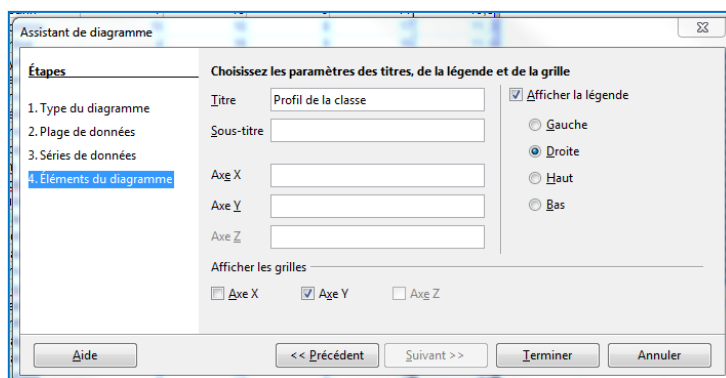 Assistant de diagramme
Étapes
1. Type du diagramme
2. Plage de données
3. Séries de données
4. Éléments du diagramme
Choisissez les paramètres des titres, de la légende et de la grille
Titre Profil de la classe
Sous-titre
Axe X
Axe Y
Axe Z
Afficher la légende
Gauche
Droite
Haut
Bas
Afficher les grilles
Axe X Axe Y Axe Z
Aide << Précédent Suivant >> Terminer Annuler